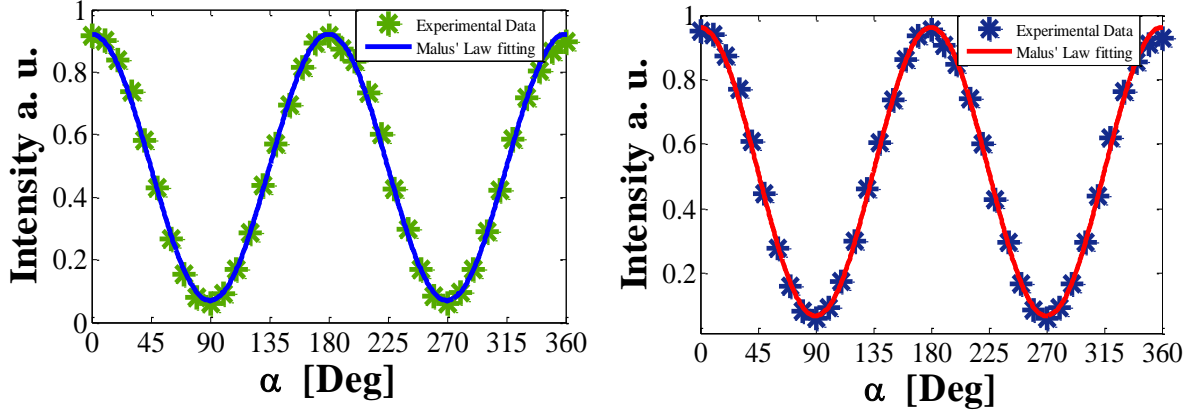 Experimental Data
Malus' Law fitting
Intensity a. u.
1
0.8
0.6
0.4
0.2
0
0 45 90 135 180 225 270 315 360
α [Deg]
Experimental Data
Malus' Law fitting
Intensity a. u.
1
0.8
0.6
0.4
0.2
0 45 90 135 180 225 270 315 360
α [Deg]